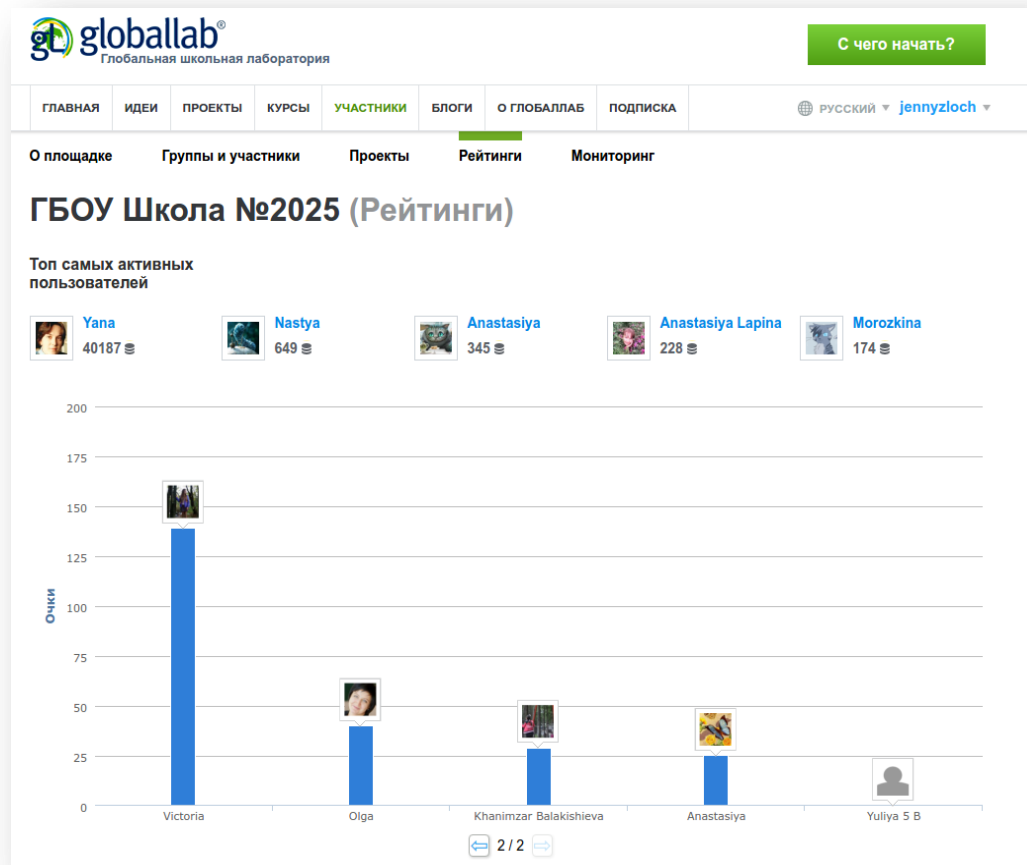 globallab®
Глобальная школьная лаборатория
С чего начать?
ГЛАВНАЯ ИДЕИ ПРОЕКТЫ КУРСЫ УЧАСТНИКИ БЛОГИ О ГЛОБАЛЛАБ ПОДПИСКА РУССКИЙ jennyzloch
О площадке Группы и участники Проекты Рейтинги Мониторинг
ГБОУ Школа №2025 (Рейтинги)
Топ самых активных
пользователей
Yana Nastya Anastasiya Anastasiya Lapina Morozkina
40187 649 345 228 174
200
175
150
125
100
75
50
25
0
Очки
Victoria Olga Khanimzar Balakishieva Anastasiya Yuliya 5 B
2 / 2